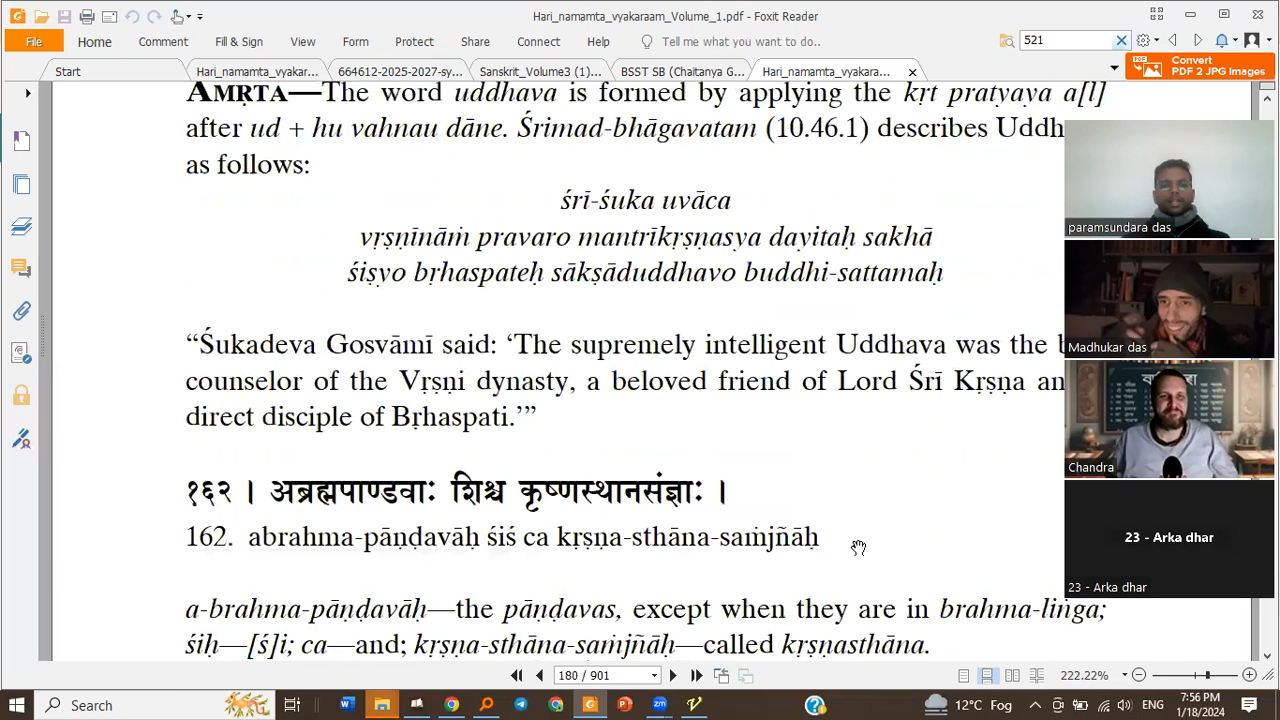 Hari_namamta_vyakaraam_Volume_1.pdf - Foxit Reader
File Home Comment Fill & Sign View Form Protect Share Connect Help Tell me what you want to do.. 521
Start Hari_namamta_vyakar... 664612-2025-2027-sy... Sanskrit_Volume3 (1)... BSST SB (Chaitanya G... Hari_namamta_vyakara...
Convert
PDF 2 JPG Images
AMṚTA—The word uddhava is formed by applying the kṛt pratyaya a[l]
after ud + hu vahnau dāne. Śrimad-bhāgavatam (10.46.1) describes Uddh
as follows:
śrī-śuka uvāca
vṛṣṇīnāṁ pravaro mantrīkṛṣṇasya dayitaḥ sakhā
śiṣyo bṛhaspateḥ sākṣāduddhavo buddhi-sattamaḥ
“Śukadeva Gosvāmī said: ‘The supremely intelligent Uddhava was the b
counselor of the Vṛṣṇi dynasty, a beloved friend of Lord Śrī Kṛṣṇa an
direct disciple of Bṛhaspati.’”
१६२ । अब्रह्मपाण्डवाः शिश्च कृष्णस्थानसंज्ञाः ।
162. abrahma-pāṇḍavāḥ śiś ca kṛṣṇa-sthāna-saṁjñāḥ
a-brahma-pāṇḍavāḥ—the pāṇḍavas, except when they are in brahma-liṅga;
śiḥ—[ś]i; ca—and; kṛṣṇa-sthāna-saṁjñāḥ—called kṛṣṇasthāna.
paramsundara das
Madhukar das
Chandra
23 - Arka dhar
23 - Arka dhar
180 / 901
222.22%
Search
12°C Fog
ENG
7:56 PM
1/18/2024